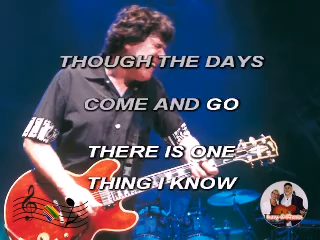 THOUGH THE DAYS
COME AND GO
THERE IS ONE
THING I KNOW